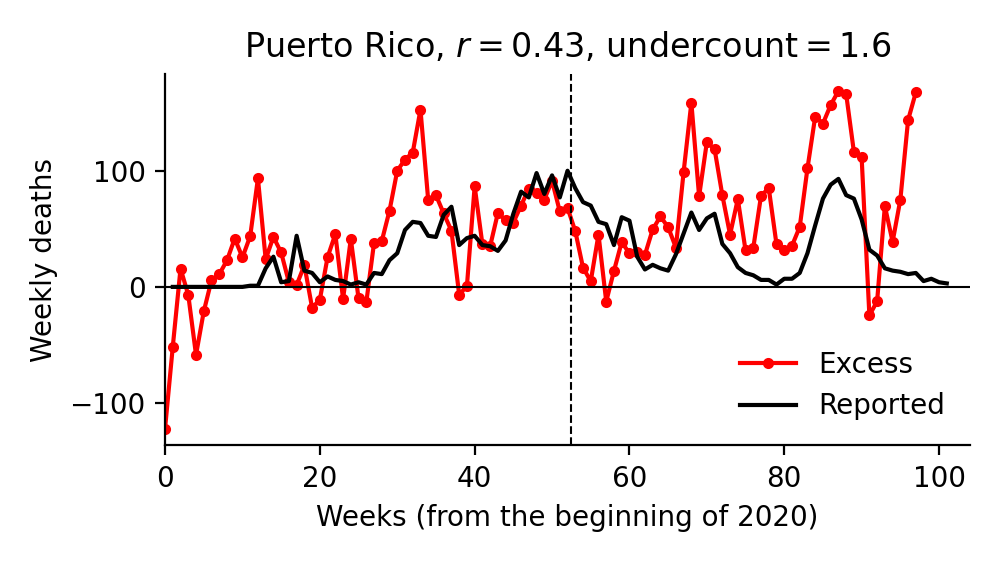 Puerto Rico, r = 0.43, undercount = 1.6
Weekly deaths
100
0
−100
Excess
Reported
0 20 40 60 80 100
Weeks (from the beginning of 2020)